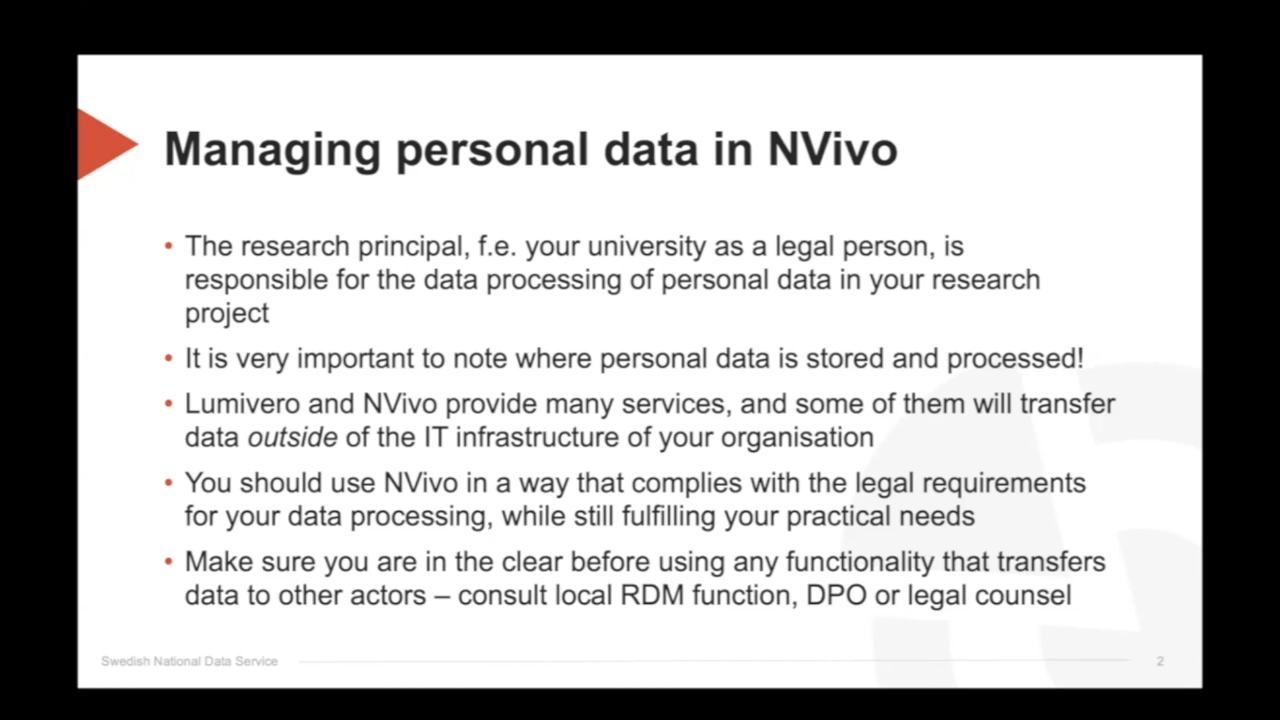 Managing personal data in NVivo
• The research principal, f.e. your university as a legal person, is
responsible for the data processing of personal data in your research
project
• It is very important to note where personal data is stored and processed!
• Lumivero and NVivo provide many services, and some of them will transfer
data outside of the IT infrastructure of your organisation
• You should use NVivo in a way that complies with the legal requirements
for your data processing, while still fulfilling your practical needs
• Make sure you are in the clear before using any functionality that transfers
data to other actors – consult local RDM function, DPO or legal counsel
Swedish National Data Service
2